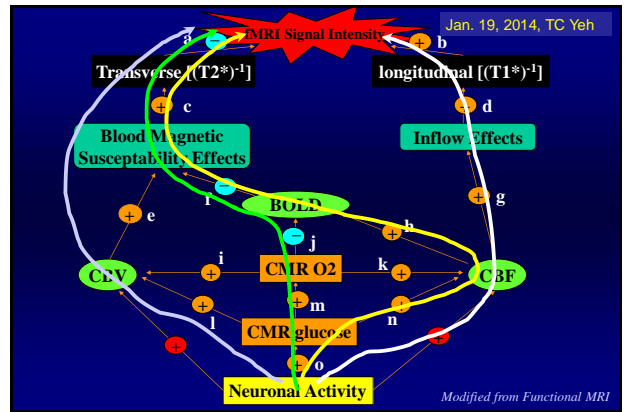 Jan. 19, 2014, TC Yeh
a
fMRI Signal Intensity
b
−
+
Transverse [(T2*)-1]
longitudinal [(T1*)-1]
+
c
+
d
Blood Magnetic
Susceptability Effects
Inflow Effects
−
f
+
g
BOLD
+
e
−
j
+
h
CBV
+
i
CMR O2
+
k
CBF
+
l
+
m
+
n
CMR glucose
+
+
o
+
Neuronal Activity
Modified from Functional MRI